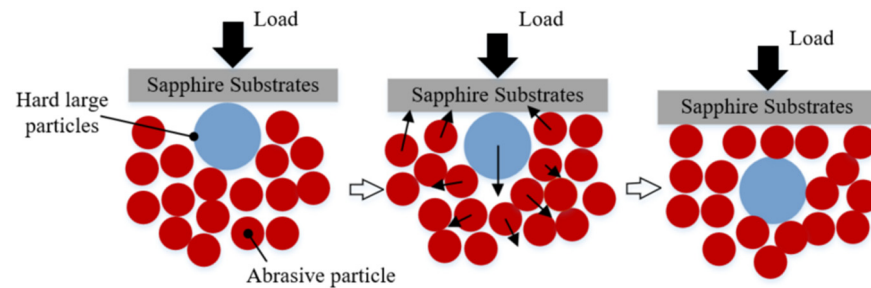 Load
Load
Load
Sapphire Substrates
Sapphire Substrates
Sapphire Substrates
Hard large
particles
Abrasive particle